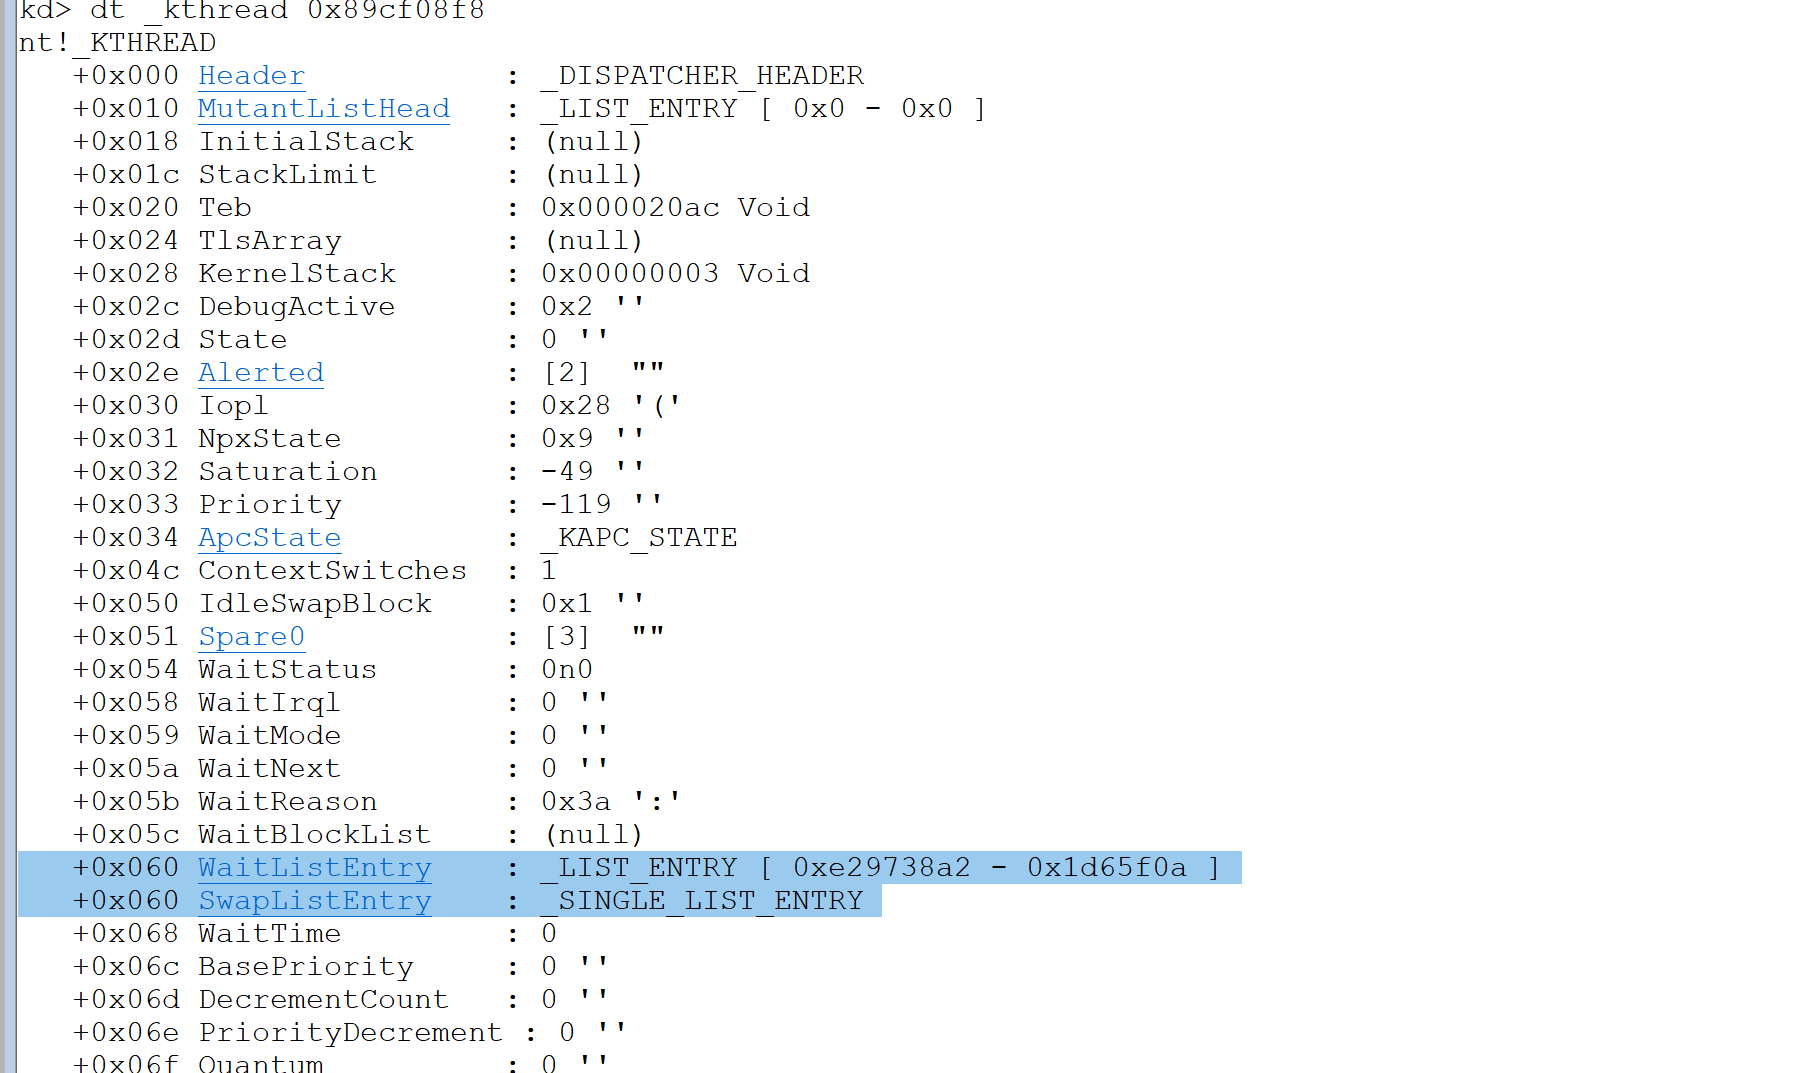 kd> dt _kthread 0x89cf08f8
nt!_KTHREAD
   +0x000 Header           : _DISPATCHER_HEADER
   +0x010 MutantListHead   : _LIST_ENTRY [ 0x0 - 0x0 ]
   +0x018 InitialStack     : (null)
   +0x01c StackLimit       : (null)
   +0x020 Teb              : 0x000020ac Void
   +0x024 TlsArray         : (null)
   +0x028 KernelStack      : 0x00000003 Void
   +0x02c DebugActive      : 0x2 ''
   +0x02d State            : 0 ''
   +0x02e Alerted          : [2]  ""
   +0x030 Iopl             : 0x28 '('
   +0x031 NpxState         : 0x9 ''
   +0x032 Saturation       : -49 ''
   +0x033 Priority         : -119 ''
   +0x034 ApcState         : _KAPC_STATE
   +0x04c ContextSwitches  : 1
   +0x050 IdleSwapBlock    : 0x1 ''
   +0x051 Spare0           : [3]  ""
   +0x054 WaitStatus       : 0n0
   +0x058 WaitIrql         : 0 ''
   +0x059 WaitMode         : 0 ''
   +0x05a WaitNext         : 0 ''
   +0x05b WaitReason       : 0x3a ':'
   +0x05c WaitBlockList    : (null)
   +0x060 WaitListEntry    : _LIST_ENTRY [ 0xe29738a2 - 0x1d65f0a ]
   +0x060 SwapListEntry    : _SINGLE_LIST_ENTRY
   +0x068 WaitTime         : 0
   +0x06c BasePriority     : 0 ''
   +0x06d DecrementCount   : 0 ''
   +0x06e PriorityDecrement : 0 ''
   +0x06f Quantum          : 0 ''